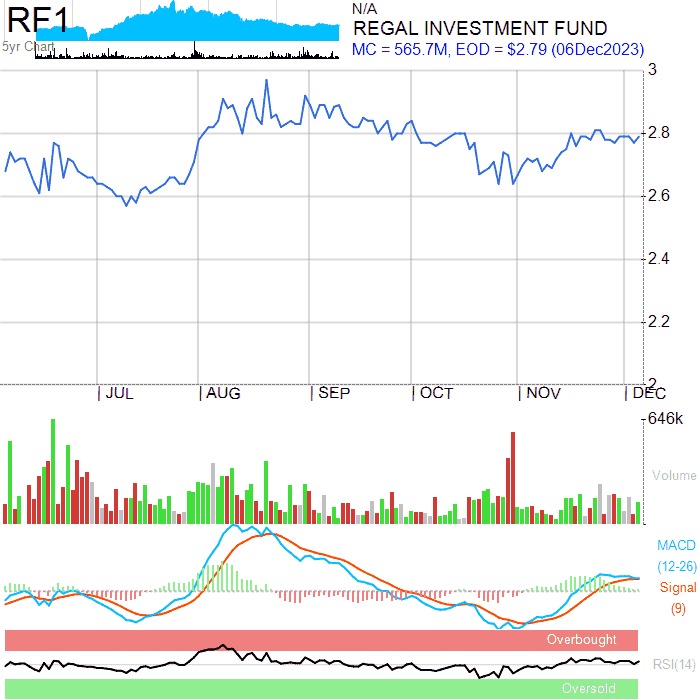 RF1
5yr Chart
N/A
REGAL INVESTMENT FUND
MC = 565.7M, EOD = $2.79 (06Dec2023)
3
2.8
2.6
2.4
2.2
2
JUL AUG SEP OCT NOV DEC
646k
Volume
MACD
(12-26)
Signal
(9)
Overbought
RSI(14)
Oversold